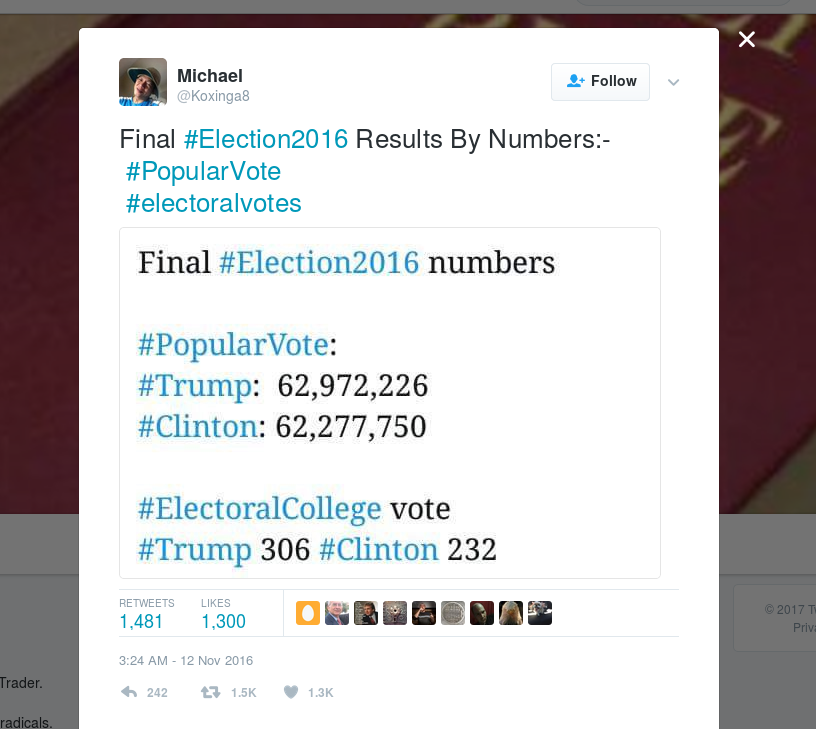 Michael
@Koxinga8
Follow
Final #Election2016 Results By Numbers:-
#PopularVote
#electoralvotes
Final #Election2016 numbers
#PopularVote:
#Trump: 62,972,226
#Clinton: 62,277,750
#ElectoralCollege vote
#Trump 306 #Clinton 232
RETWEETS LIKES
1,481 1,300
3:24 AM - 12 Nov 2016
242 1.5K 1.3K
© 2017
Trader.
radicals.